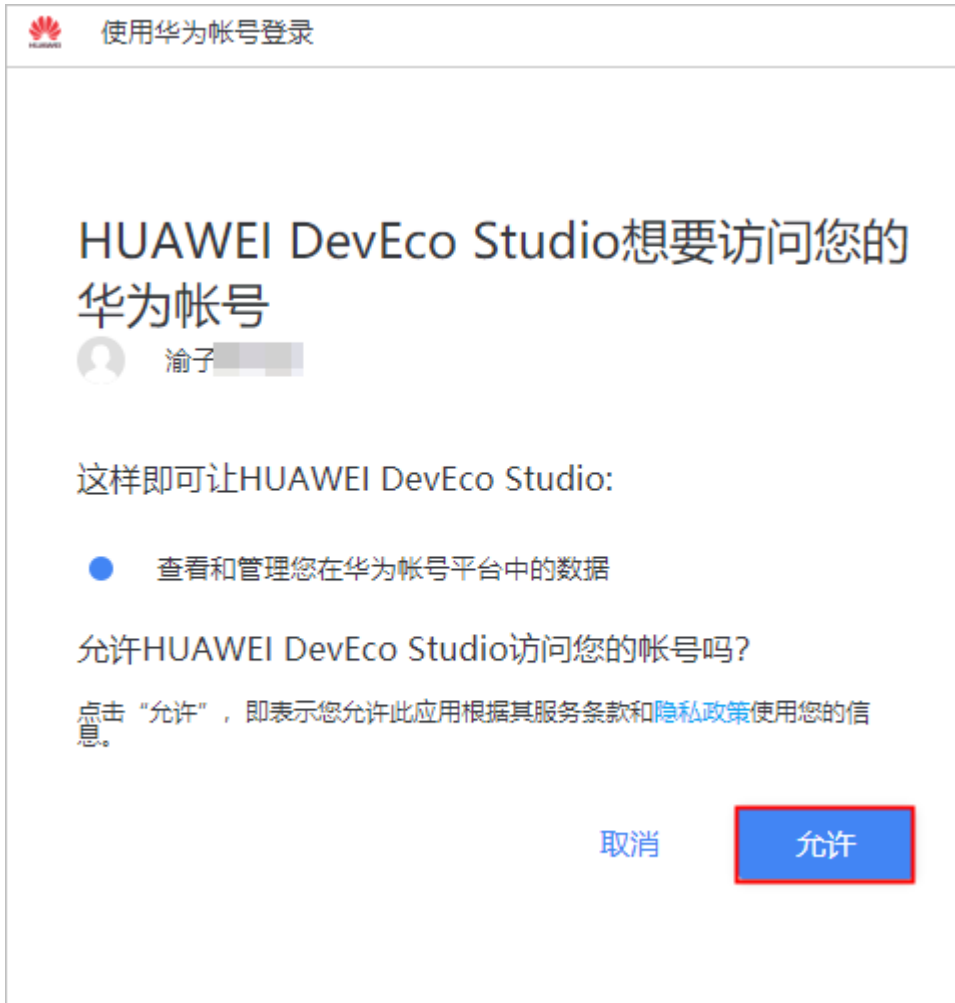 HUAWEI
使用华为帐号登录
HUAWEI DevEco Studio想要访问您的
华为帐号
渝子
这样即可让HUAWEI DevEco Studio:
查看和管理您在华为帐号平台中的数据
允许HUAWEI DevEco Studio访问您的帐号吗?
点击“允许”，即表示您允许此应用根据其服务条款和隐私政策使用您的信
息。
取消
允许